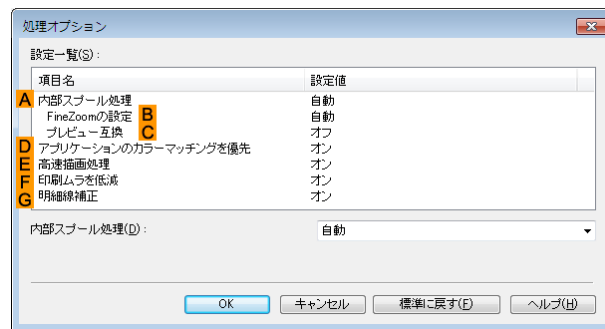 処理オプション
設定一覧(S):
項目名 設定値
A 内部スプール処理 自動
FineZoomの設定 B 自動
プレビュー互換 C オフ
D アプリケーションのカラーマッチングを優先 オン
E 高速描画処理 オン
F 印刷ムラを低減 オン
G 明細線補正 オン
内部スプール処理(D): 自動
OK キャンセル 標準に戻す(F) ヘルプ(H)